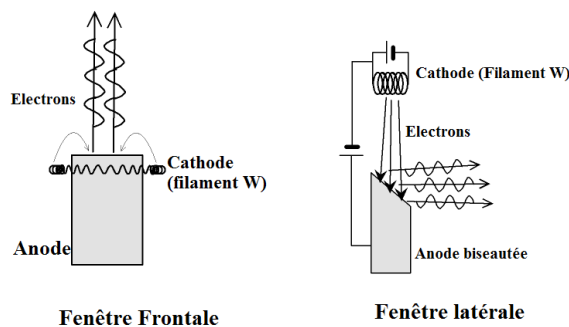 Electrons
Cathode
(filament W)
Anode
Fenêtre Frontale
Cathode (Filament W)
Electrons
Anode biseautée
Fenêtre latérale